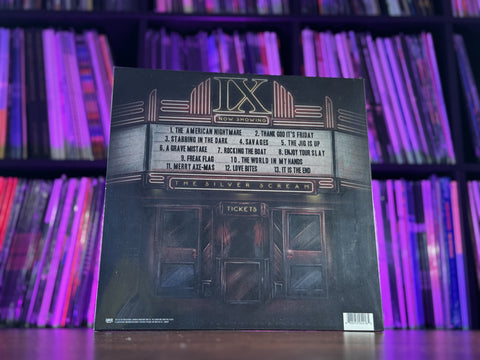 IX
NOW SHOWING
1. THE AMERICAN NIGHTMARE 2. THANK GOD IT'S FRIDAY
3. STABBING IN THE DARK 4. SAVAGES 5. THE JIG IS UP
6. A GRAVE MISTAKE 7. ROCKING THE BOAT 8. ENJOY YOUR SLAY
9. FREAK FLAG 10. THE WORLD IN MY HANDS
11. MERRY AXE-MAS 12. LOVE BITES 13. IT IS THE END
THE SILVER SCREAM
TICKETS